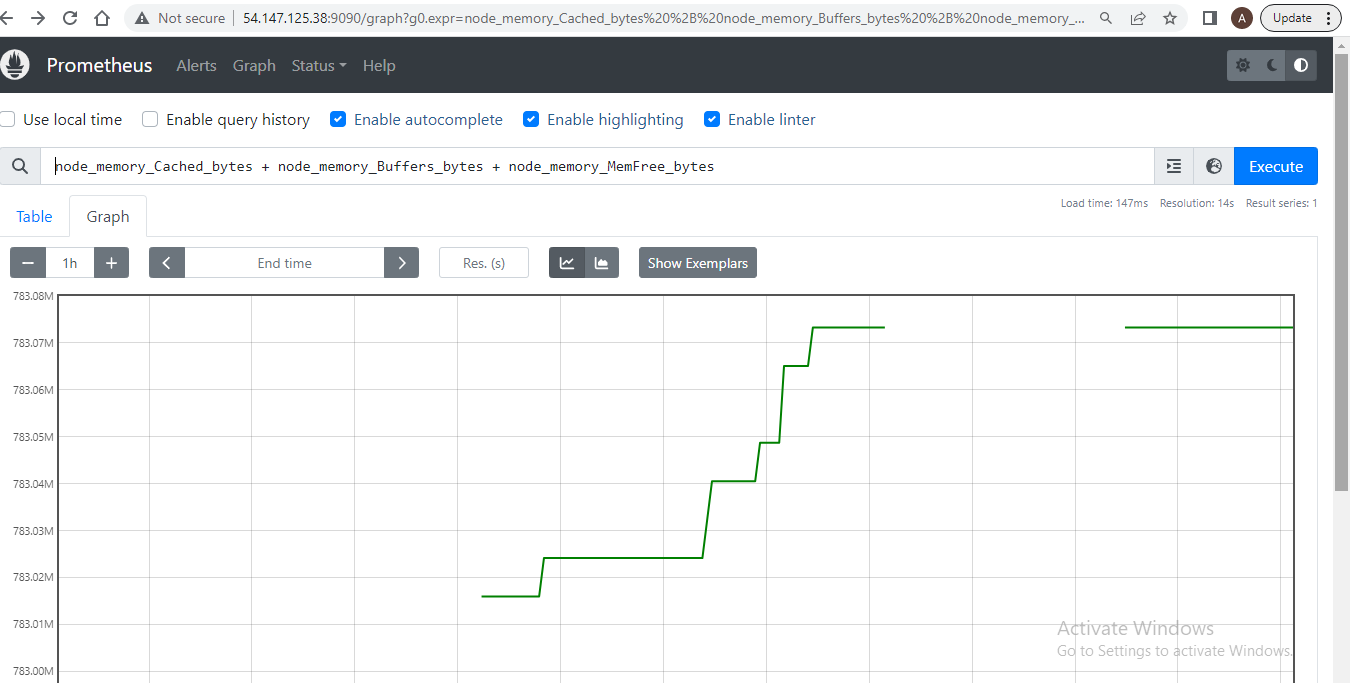 Not secure 54.147.125.38:9090/graph?g0.expr=node_memory_Cached_bytes%20%2B%20node_memory_Buffers_bytes%20%2B%20node_memory_... A Update
Prometheus Alerts Graph Status Help
Use local time Enable query history Enable autocomplete Enable highlighting Enable linter
node_memory_Cached_bytes + node_memory_Buffers_bytes + node_memory_MemFree_bytes Execute
Load time: 147ms Resolution: 14s Result series: 1
Table Graph
1h End time Res. (s) Show Exemplars
783.08M
783.07M
783.06M
783.05M
783.04M
783.03M
783.02M
783.01M
Activate Windows
Go to Settings to activate Windows.
783.00M